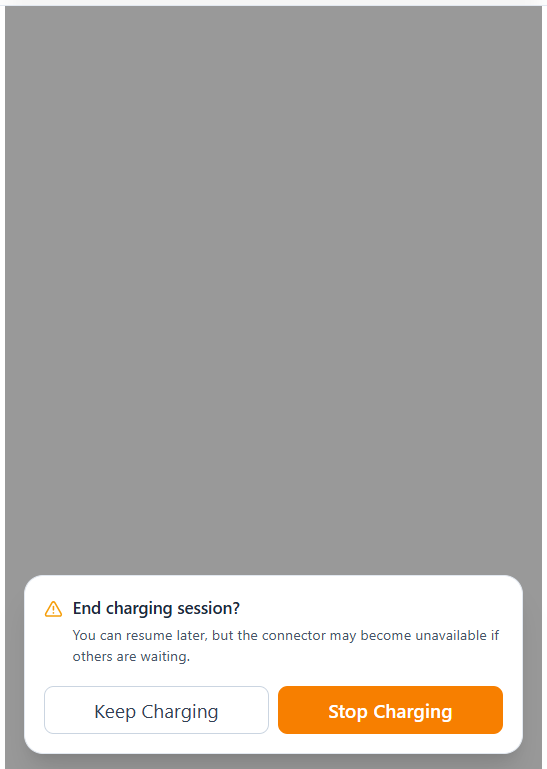 End charging session?
You can resume later, but the connector may become unavailable if
others are waiting.
Keep Charging
Stop Charging